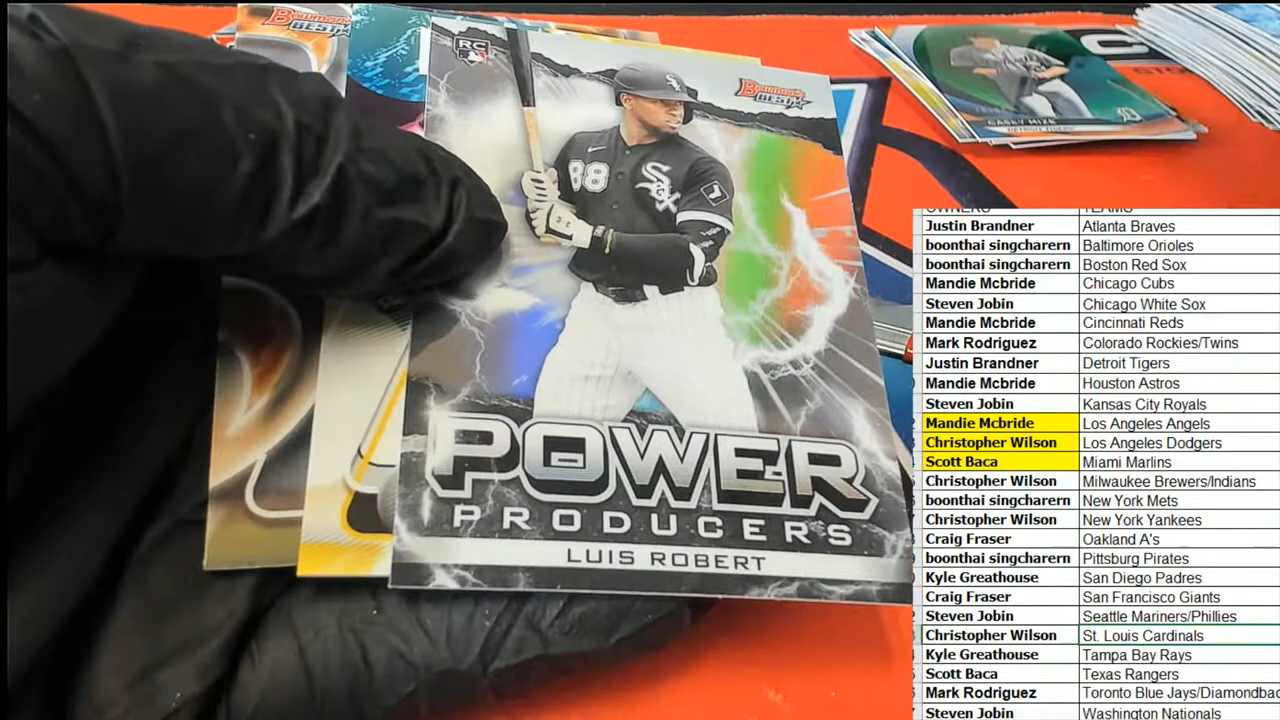 RC
Bowman's
BEST
Bowman's
BEST
88
Sox
POWER
PRODUCERS
LUIS ROBERT
CASEY MIZE
DETROIT TIGERS
OWNERS TEAMS
Justin Brandner Atlanta Braves
boonthai singcharern Baltimore Orioles
boonthai singcharern Boston Red Sox
Mandie Mcbride Chicago Cubs
Steven Jobin Chicago White Sox
Mandie Mcbride Cincinnati Reds
Mark Rodriguez Colorado Rockies/Twins
Justin Brandner Detroit Tigers
Mandie Mcbride Houston Astros
Steven Jobin Kansas City Royals
Mandie Mcbride Los Angeles Angels
Christopher Wilson Los Angeles Dodgers
Scott Baca Miami Marlins
Christopher Wilson Milwaukee Brewers/Indians
boonthai singcharern New York Mets
Christopher Wilson New York Yankees
Craig Fraser Oakland A's
boonthai singcharern Pittsburg Pirates
Kyle Greathouse San Diego Padres
Craig Fraser San Francisco Giants
Steven Jobin Seattle Mariners/Phillies
Christopher Wilson St. Louis Cardinals
Kyle Greathouse Tampa Bay Rays
Scott Baca Texas Rangers
Mark Rodriguez Toronto Blue Jays/Diamondbac
Steven Jobin Washington Nationals